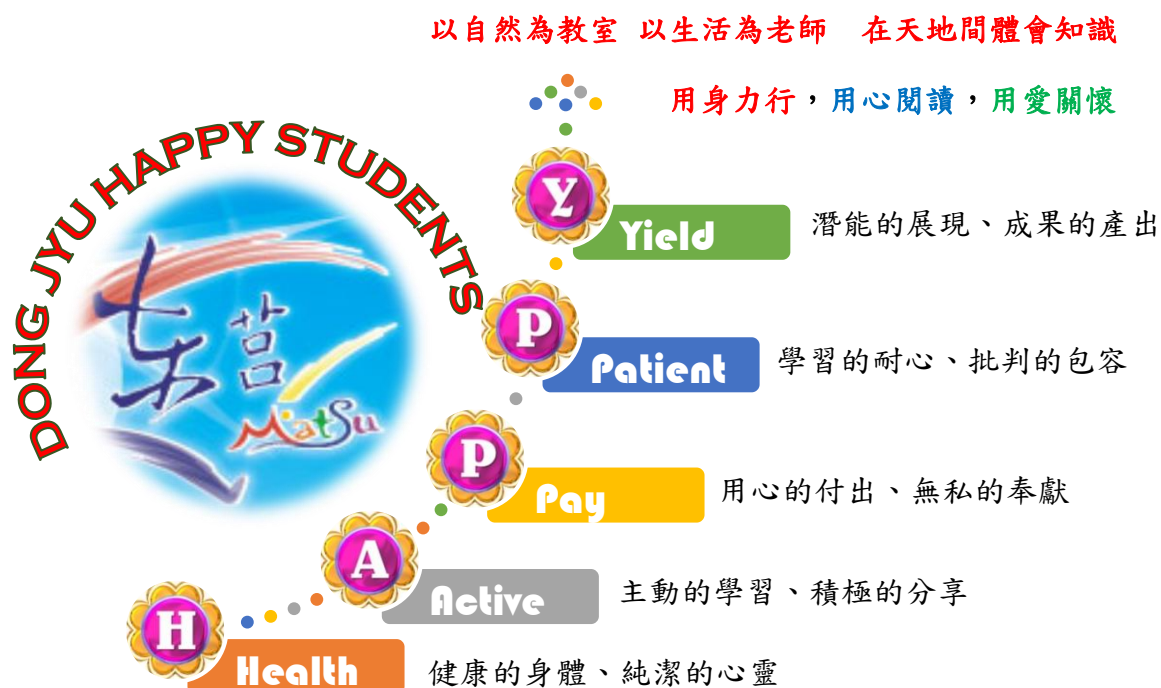 以自然為教室 以生活為老師 在天地間體會知識
用身力行，用心閱讀，用愛關懷
DONG JYU HAPPY STUDENTS
东莒
MatSu
Y
Yield
潛能的展現、成果的產出
P
Patient
學習的耐心、批判的包容
P
Pay
用心的付出、無私的奉獻
A
Active
主動的學習、積極的分享
H
Health
健康的身體、純潔的心靈